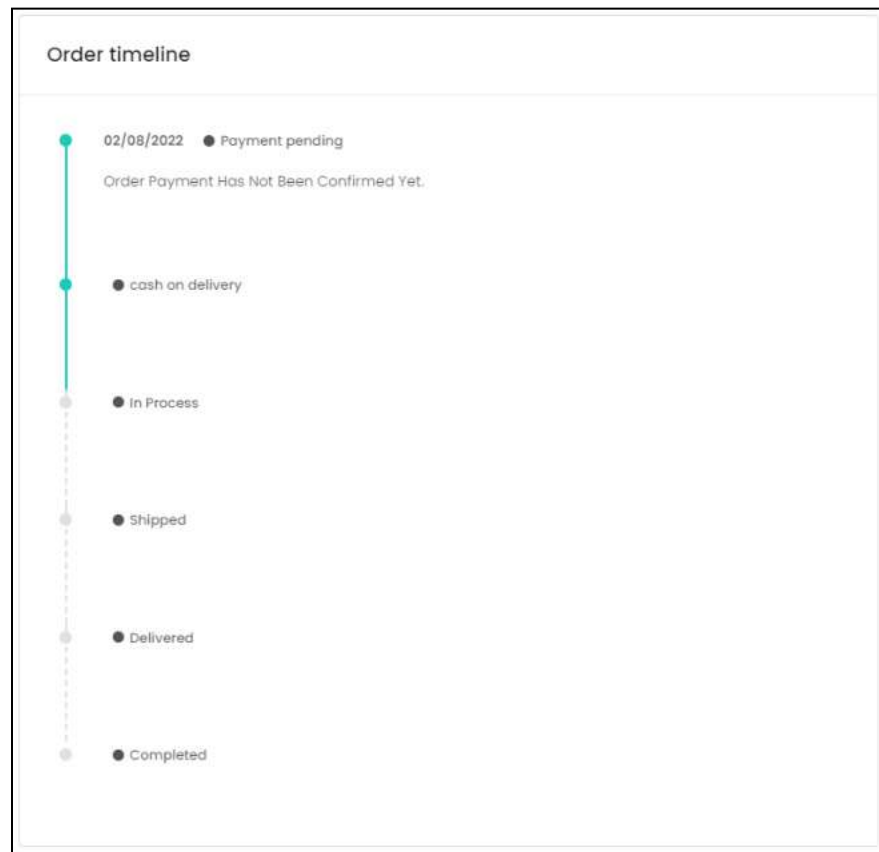 Order timeline
02/08/2022 Payment pending
Order Payment Has Not Been Confirmed Yet.
cash on delivery
In Process
Shipped
Delivered
Completed